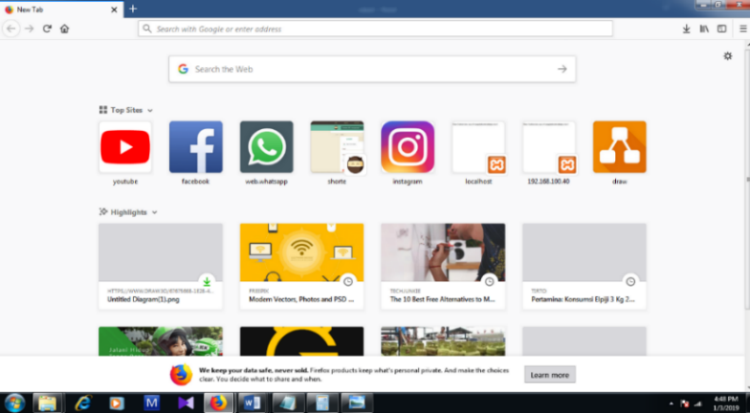 New Tab
Search with Google or enter address
Search the Web
Top Sites
youtube
facebook
web.whatsapp
shorte
instagram
localhost
192.168.100.40
draw
Highlights
Untitled Diagram(1).png
FREEPIK
Modern Vectors, Photos and PSD ...
TECHJUNKIE
The 10 Best Free Alternatives to M...
TIRTO
Pertamina: Konsumsi Elpiji 3 Kg 2...
We keep your data safe, never sold. Firefox products keep what's personal private. And make the choices
clear. You decide what to share and when.
Learn more
4:48 PM
1/3/2019